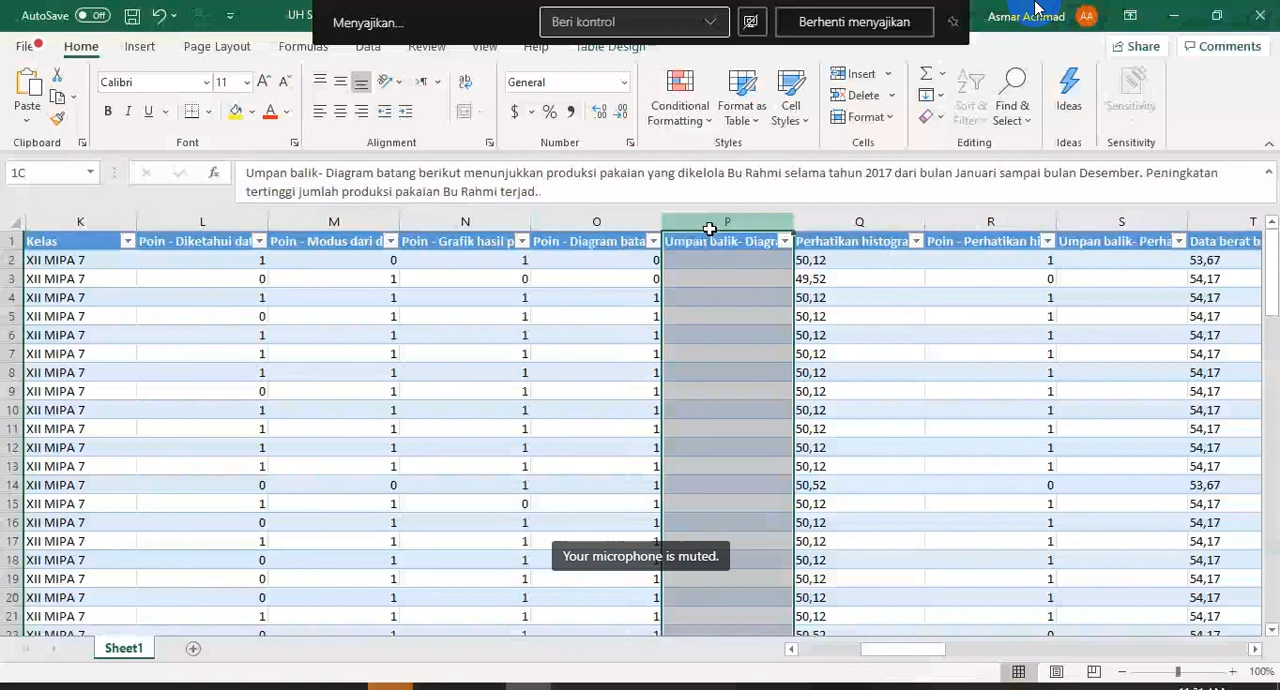 AutoSave Off UH S Menyajikan... Beri kontrol Berhenti menyajikan Asmar Achmad AA
File Home Insert Page Layout Formulas Data Review View Help Table Design Share Comments
Paste Calibri 11 General Conditional Formatting Format as Table Cell Styles Insert Delete Format Sort & Filter Find & Select Ideas Sensitivity
Clipboard Font Alignment Number Styles Cells Editing Ideas Sensitivity
1C fx Umpan balik- Diagram batang berikut menunjukkan produksi pakaian yang dikelola Bu Rahmi selama tahun 2017 dari bulan Januari sampai bulan Desember. Peningkatan
tertinggi jumlah produksi pakaian Bu Rahmi terjad..
K L M N O P Q R S T
1 Kelas Poin - Diketahui dat Poin - Modus dari d Poin - Grafik hasil p Poin - Diagram bata Umpan balik- Diagra Perhatikan histogra Poin - Perhatikan hi Umpan balik- Perha Data berat b
2 XII MIPA 7 1 0 1 0 50,12 1 53,67
3 XII MIPA 7 0 1 0 0 49,52 0 54,17
4 XII MIPA 7 1 1 1 1 50,12 1 54,17
5 XII MIPA 7 0 1 1 1 50,12 1 54,17
6 XII MIPA 7 1 1 1 1 50,12 1 54,17
7 XII MIPA 7 1 1 1 1 50,12 1 54,17
8 XII MIPA 7 1 1 1 1 50,12 1 54,17
9 XII MIPA 7 0 1 1 1 50,12 1 54,17
10 XII MIPA 7 1 1 1 1 50,12 1 54,17
11 XII MIPA 7 1 1 1 1 50,12 1 54,17
12 XII MIPA 7 1 1 1 1 50,12 1 54,17
13 XII MIPA 7 1 1 1 1 50,12 1 54,17
14 XII MIPA 7 0 0 1 1 50,52 0 53,67
15 XII MIPA 7 1 1 0 1 50,12 1 54,17
16 XII MIPA 7 0 1 1 1 50,12 1 54,17
17 XII MIPA 7 1 1 1 1 50,12 1 54,17
Your microphone is muted.
18 XII MIPA 7 0 1 1 1 50,12 1 54,17
19 XII MIPA 7 0 1 1 1 50,12 1 54,17
20 XII MIPA 7 0 1 1 1 50,12 1 54,17
21 XII MIPA 7 1 1 1 1 50,12 1 54,17
Sheet1
100%